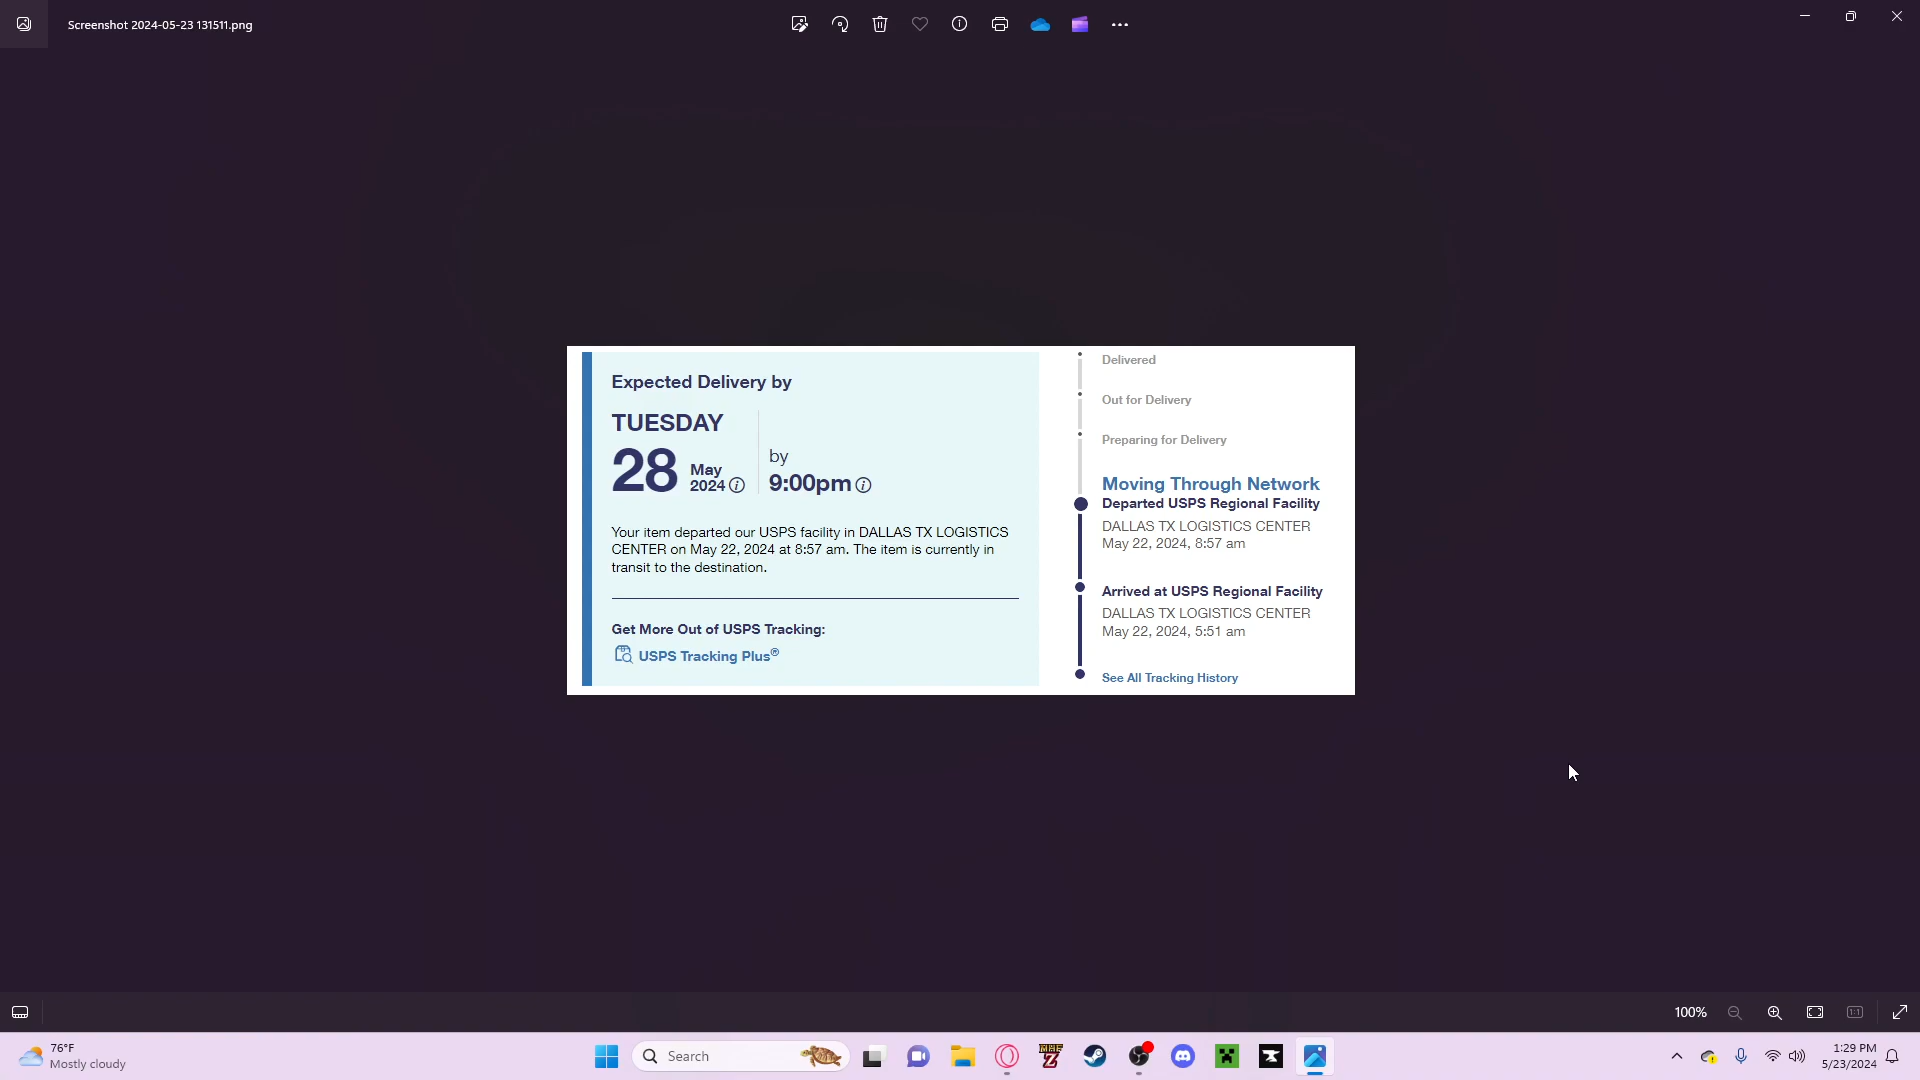 Screenshot 2024-05-23 131511.png
Expected Delivery by
TUESDAY
28 May 2024
by
9:00pm
Your item departed our USPS facility in DALLAS TX LOGISTICS
CENTER on May 22, 2024 at 8:57 am. The item is currently in
transit to the destination.
Get More Out of USPS Tracking:
USPS Tracking Plus®
Delivered
Out for Delivery
Preparing for Delivery
Moving Through Network
Departed USPS Regional Facility
DALLAS TX LOGISTICS CENTER
May 22, 2024, 8:57 am
Arrived at USPS Regional Facility
DALLAS TX LOGISTICS CENTER
May 22, 2024, 5:51 am
See All Tracking History
100%
1:1
76°F
Mostly cloudy
Search
MBF
Z
1:29 PM
5/23/2024